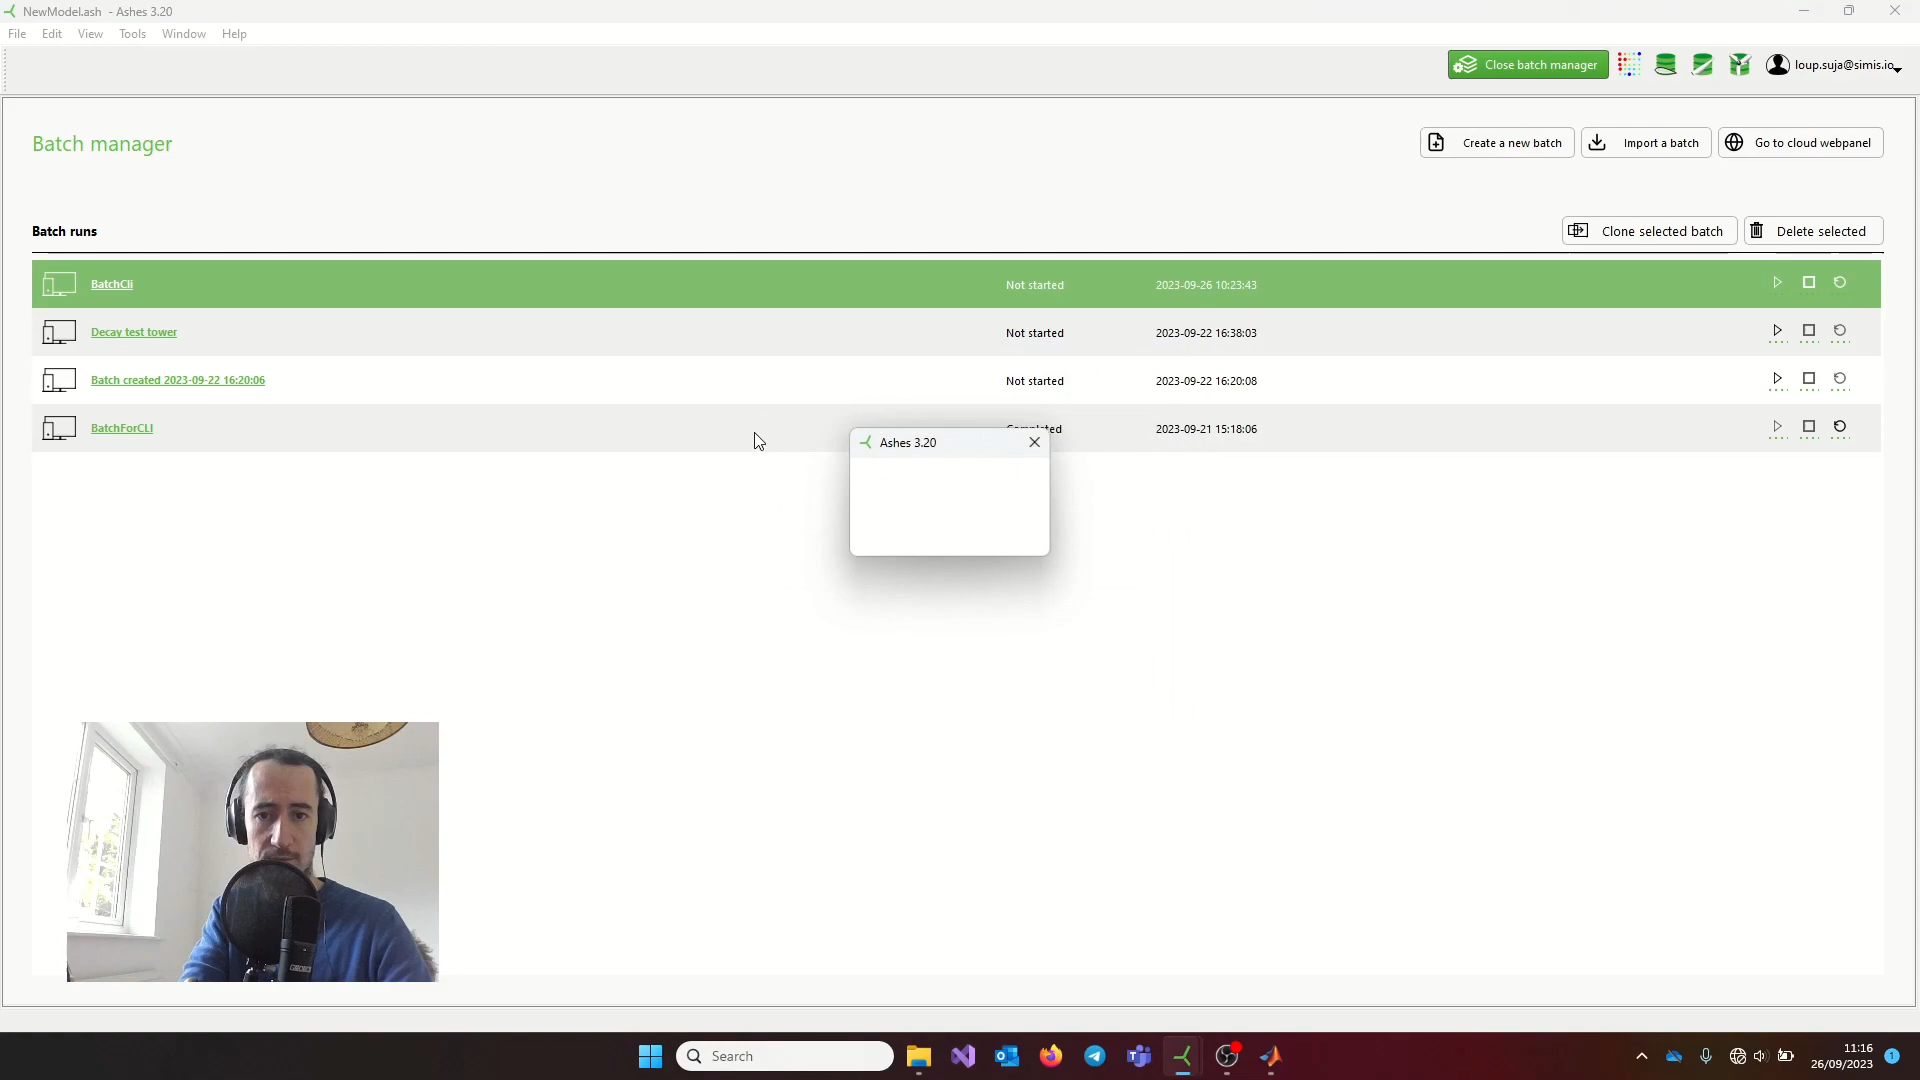 NewModel.ash - Ashes 3.20
File Edit View Tools Window Help
Close batch manager
loup.suja@simis.io
Batch manager
Create a new batch
Import a batch
Go to cloud webpanel
Batch runs
Clone selected batch
Delete selected
BatchCli Not started 2023-09-26 10:23:43
Decay test tower Not started 2023-09-22 16:38:03
Batch created 2023-09-22 16:20:06 Not started 2023-09-22 16:20:08
BatchForCLI Completed 2023-09-21 15:18:06
Ashes 3.20
Search
11:16
26/09/2023
1